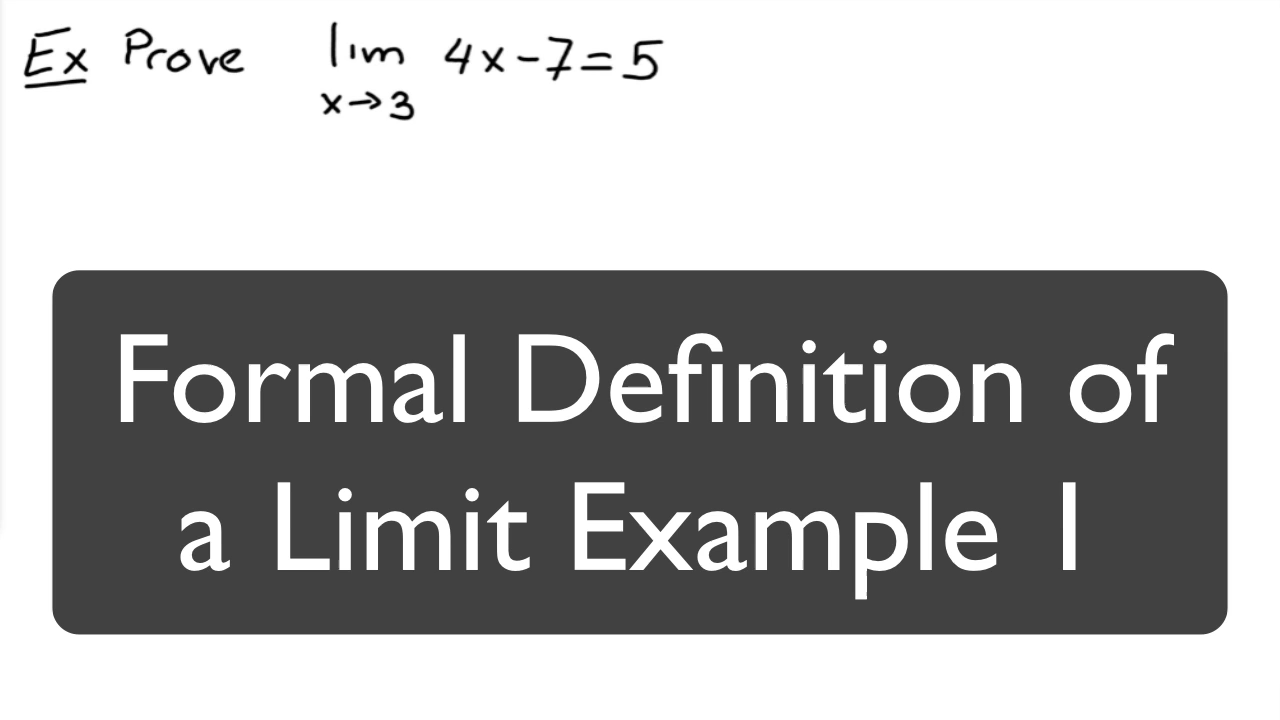 Ex Prove lim 4x-7=5
x→3
Formal Definition of
a Limit Example 1